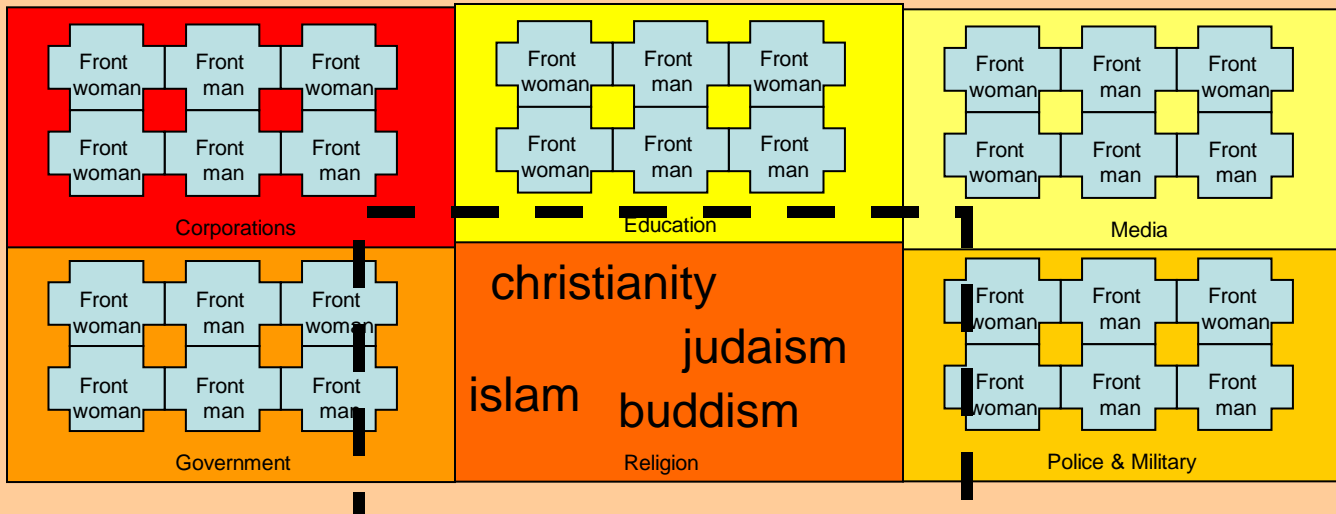 Front woman
Front man
Front woman
Front woman
Front man
Front man
Corporations
Front woman
Front man
Front woman
Front woman
Front man
Front man
Education
Front woman
Front man
Front woman
Front woman
Front man
Front man
Media
Front woman
Front man
Front woman
Front woman
Front man
Front man
Government
christianity
judaism
islam
buddism
Religion
Front woman
Front man
Front woman
Front woman
Front man
Front man
Police & Military